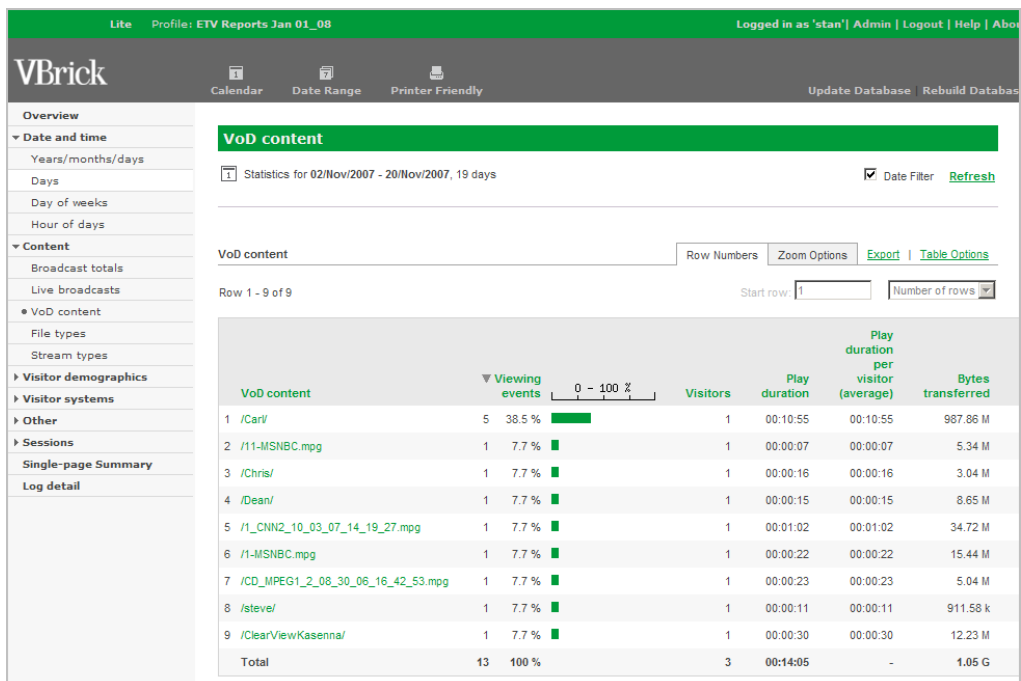 Lite Profile: ETV Reports Jan 01_08 Logged in as 'stan'| Admin | Logout | Help |
VBrick
1 7
Calendar Date Range Printer Friendly Update Database Rebuild
Overview
Date and time
Years/months/days
Days
Day of weeks
Hour of days
Content
Broadcast totals
Live broadcasts
VoD content
File types
Stream types
Visitor demographics
Visitor systems
Other
Sessions
Single-page Summary
Log detail
VoD content
1 Statistics for 02/Nov/2007 - 20/Nov/2007, 19 days Date Filter Refresh
VoD content Row Numbers Zoom Options Export | Table Options
Row 1 - 9 of 9 Start row: 1 Number of rows
VoD content Viewing events 0 - 100 % Visitors Play duration Play duration per visitor (average) Bytes transferred
1 /Carl/ 5 38.5 % 1 00:10:55 00:10:55 987.86 M
2 /11-MSNBC.mpg 1 7.7 % 1 00:00:07 00:00:07 5.34 M
3 /Chris/ 1 7.7 % 1 00:00:16 00:00:16 3.04 M
4 /Dean/ 1 7.7 % 1 00:00:15 00:00:15 8.65 M
5 /1_CNN2_10_03_07_14_19_27.mpg 1 7.7 % 1 00:01:02 00:01:02 34.72 M
6 /1-MSNBC.mpg 1 7.7 % 1 00:00:22 00:00:22 15.44 M
7 /CD_MPEG1_2_08_30_06_16_42_53.mpg 1 7.7 % 1 00:00:23 00:00:23 5.04 M
8 /steve/ 1 7.7 % 1 00:00:11 00:00:11 911.58 k
9 /ClearViewKasenna/ 1 7.7 % 1 00:00:30 00:00:30 12.23 M
Total 13 100 % 3 00:14:05 - 1.05 G